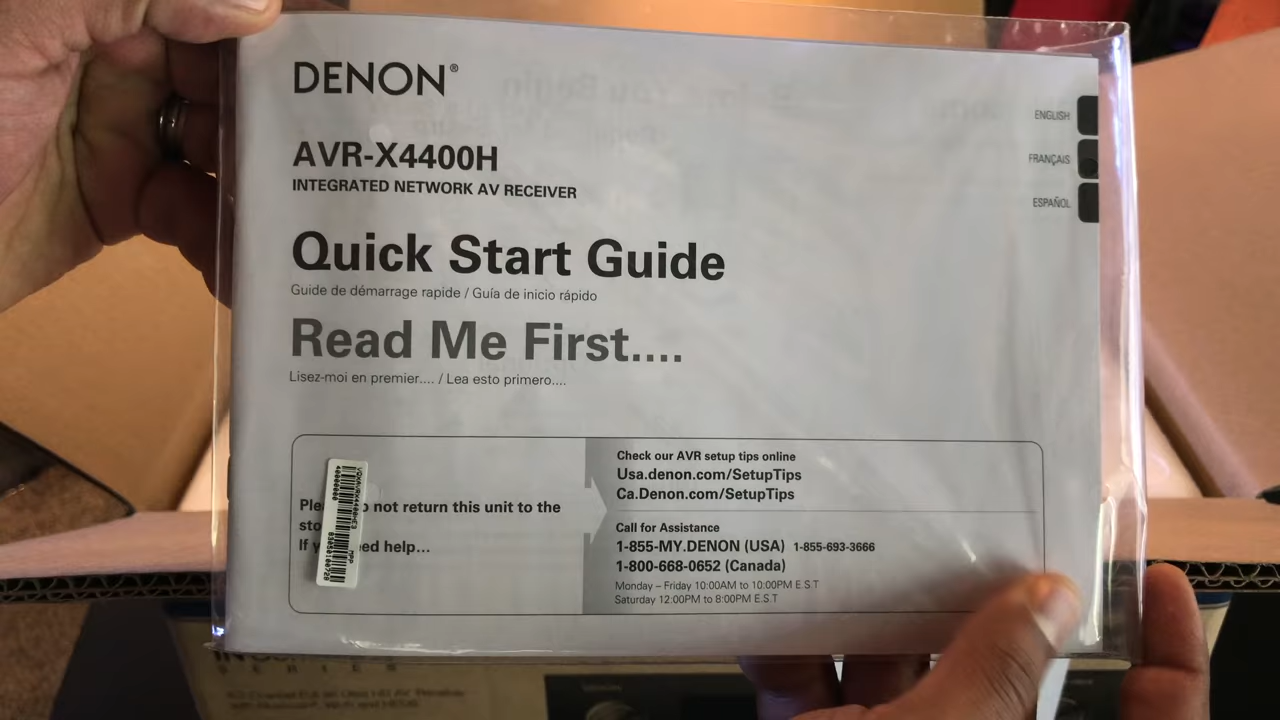 DENON®
AVR-X4400H
INTEGRATED NETWORK AV RECEIVER
Quick Start Guide
Guide de démarrage rapide / Guía de inicio rápido
Read Me First....
Lisez-moi en premier.... / Lea esto primero....
ENGLISH
FRANÇAIS
ESPAÑOL
not return this unit to the
If help...
Check our AVR setup tips online
Usa.denon.com/SetupTips
Ca.Denon.com/SetupTips
Call for Assistance
1-855-MY.DENON (USA) 1-855-693-3666
1-800-668-0652 (Canada)
Monday – Friday 10:00AM to 10:00PM E.S.T
Saturday 12:00PM to 8:00PM E.S.T
SERIES
DENON